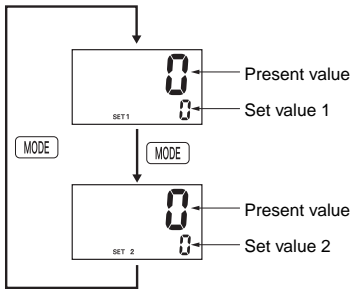 0
Present value
0
Set value 1
SET 1
MODE
MODE
0
Present value
0
Set value 2
SET 2